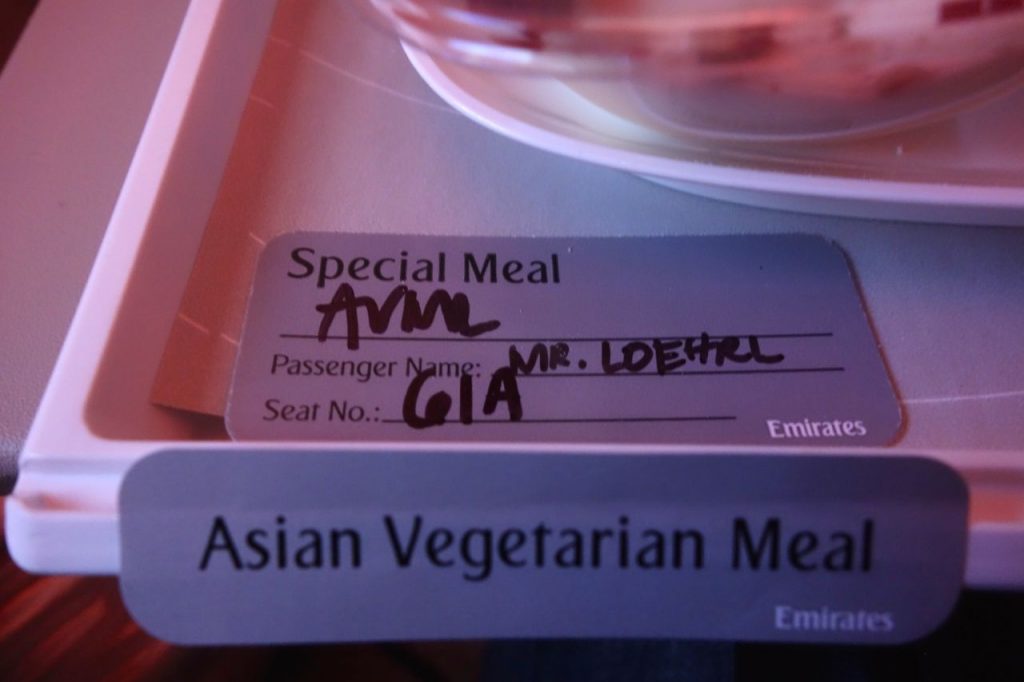 Special Meal
AVML
Passenger Name: MR. LOEHRL
Seat No.: 61A
Emirates
Asian Vegetarian Meal
Emirates